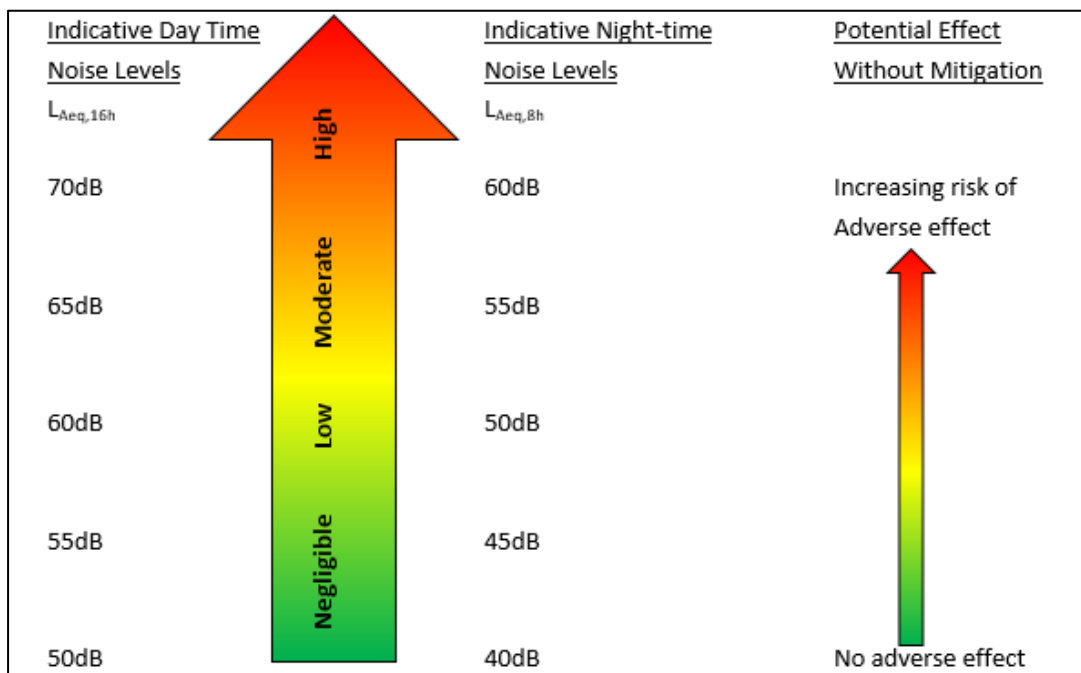 Indicative Day Time
Noise Levels
LAeq,16h
70dB
65dB
60dB
55dB
50dB
High
Moderate
Low
Negligible
Indicative Night-time
Noise Levels
LAeq,8h
60dB
55dB
50dB
45dB
40dB
Potential Effect
Without Mitigation
Increasing risk of
Adverse effect
No adverse effect